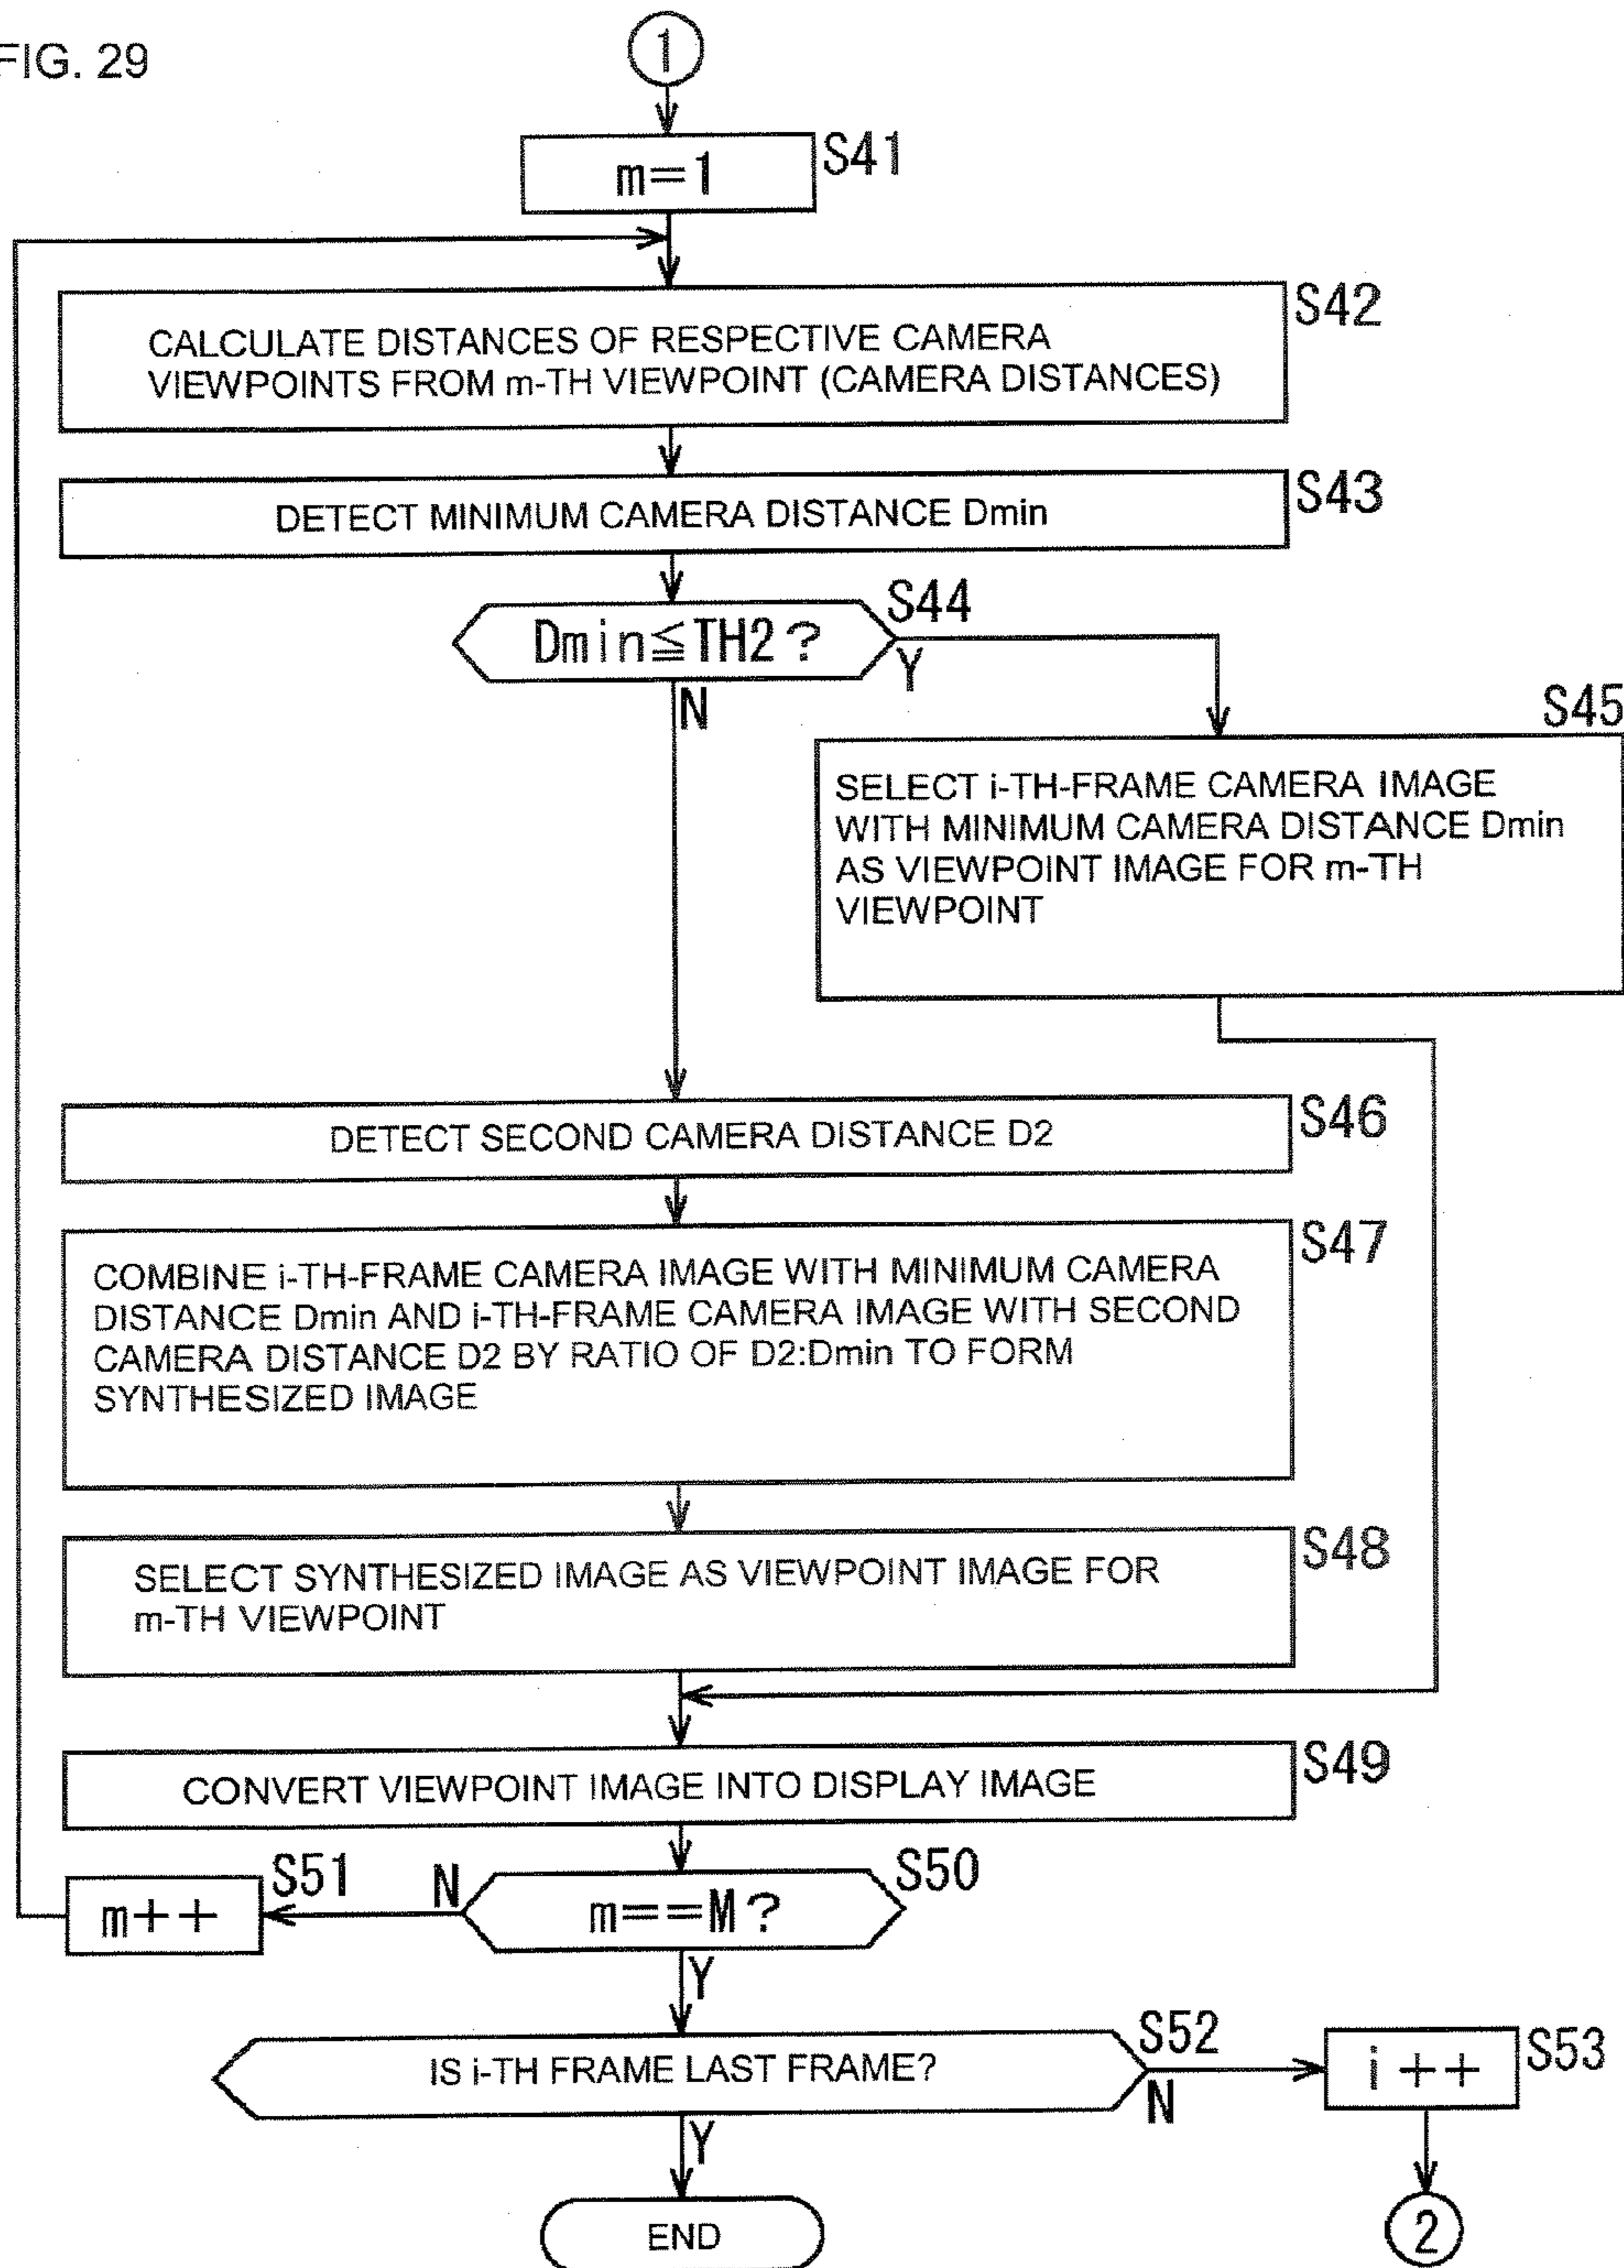 FIG. 29
1
m=1
S41
S42
CALCULATE DISTANCES OF RESPECTIVE CAMERA
VIEWPOINTS FROM m-TH VIEWPOINT (CAMERA DISTANCES)
S43
DETECT MINIMUM CAMERA DISTANCE Dmin
S44
Dmin≦TH2?
Y
N
S45
SELECT i-TH-FRAME CAMERA IMAGE
WITH MINIMUM CAMERA DISTANCE Dmin
AS VIEWPOINT IMAGE FOR m-TH
VIEWPOINT
S46
DETECT SECOND CAMERA DISTANCE D2
S47
COMBINE i-TH-FRAME CAMERA IMAGE WITH MINIMUM CAMERA
DISTANCE Dmin AND i-TH-FRAME CAMERA IMAGE WITH SECOND
CAMERA DISTANCE D2 BY RATIO OF D2:Dmin TO FORM
SYNTHESIZED IMAGE
S48
SELECT SYNTHESIZED IMAGE AS VIEWPOINT IMAGE FOR
m-TH VIEWPOINT
S49
CONVERT VIEWPOINT IMAGE INTO DISPLAY IMAGE
S51
m++
N
S50
m==M?
Y
S52
IS i-TH FRAME LAST FRAME?
N
S53
i++
Y
END
2